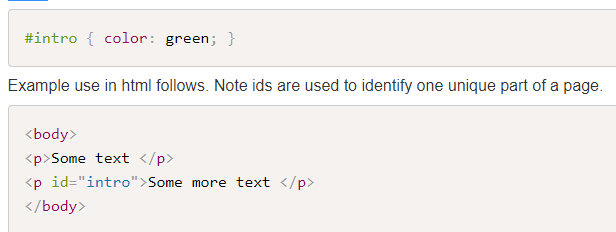 #intro { color: green; }
Example use in html follows. Note ids are used to identify one unique part of a page.
<body>
<p>Some text </p>
<p id="intro">Some more text </p>
</body>